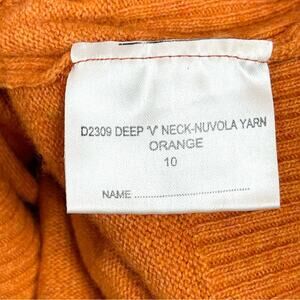 D2309 DEEP 'V' NECK-NUVOLA YARN
ORANGE
10
NAME ........................................